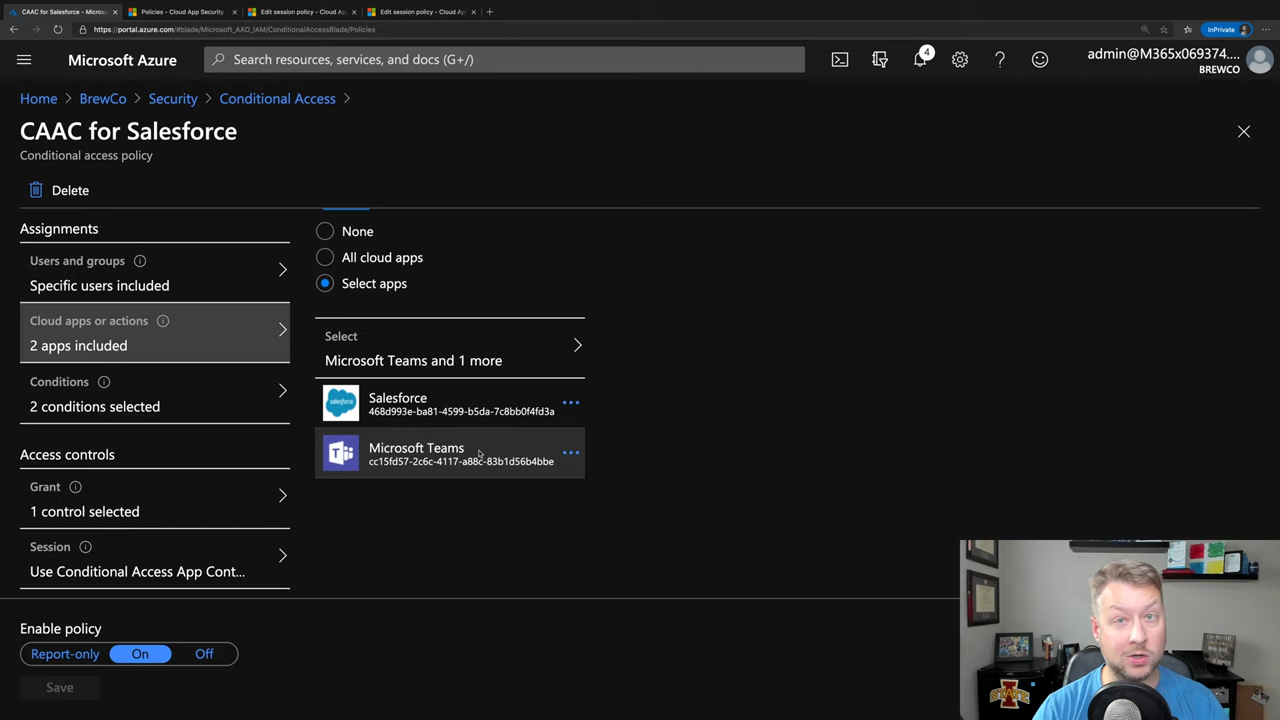 CAAC for Salesforce - Micros
Policies - Cloud App Security
Edit session policy - Cloud Ap
Edit session policy - Cloud Ap
https://portal.azure.com/#blade/Microsoft_AAD_IAM/ConditionalAccessBlade/Policies
InPrivate
Microsoft Azure
Search resources, services, and docs (G+/)
4
admin@M365x069374....
BREWCO
Home > BrewCo > Security > Conditional Access >
CAAC for Salesforce
Conditional access policy
Delete
Assignments
Users and groups
Specific users included
Cloud apps or actions
2 apps included
Conditions
2 conditions selected
Access controls
Grant
1 control selected
Session
Use Conditional Access App Cont...
None
All cloud apps
Select apps
Select
Microsoft Teams and 1 more
salesforce
Salesforce
468d993e-ba81-4599-b5da-7c8bb0f4fd3a
Microsoft Teams
cc15fd57-2c6c-4117-a88c-83b1d56b4bbe
Enable policy
Report-only
On
Off
Save
STATE